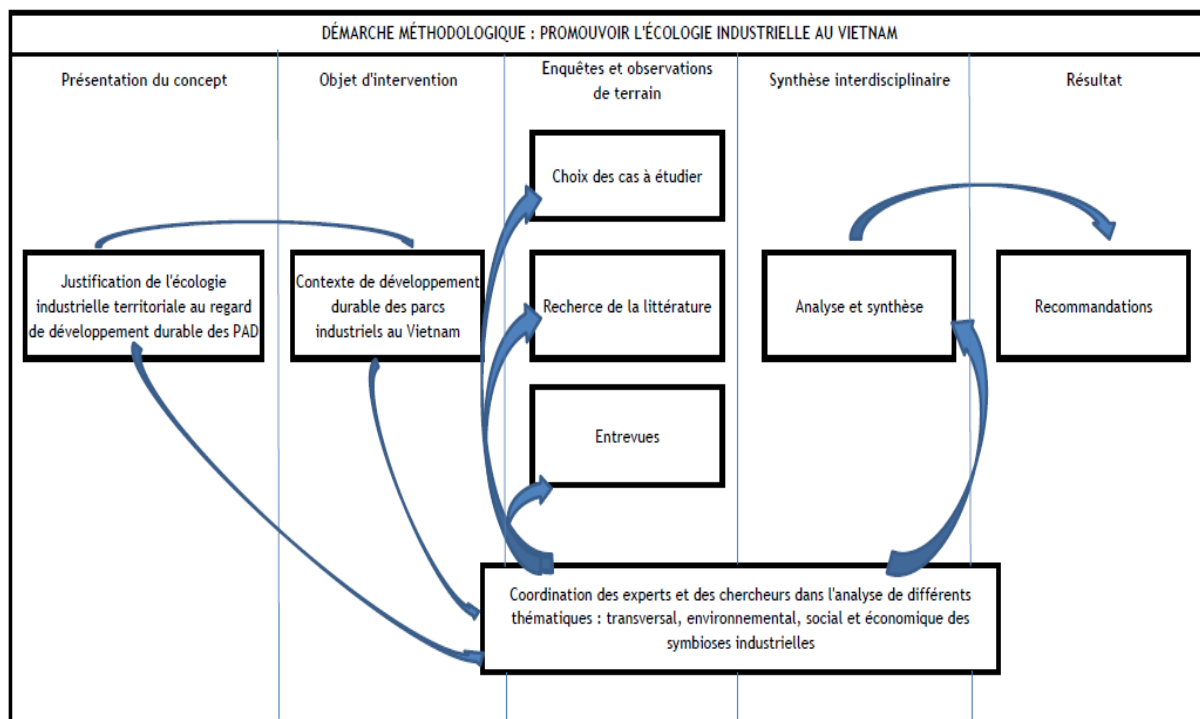 DÉMARCHE MÉTHODOLOGIQUE : PROMOUVOIR L'ÉCOLOGIE INDUSTRIELLE AU VIETNAM
Présentation du concept
Objet d'intervention
Enquêtes et observations
de terrain
Synthèse interdisciplinaire
Résultat
Choix des cas à étudier
Justification de l'écologie
industrielle territoriale au regard
de développement durable des PAD
Contexte de développement
durable des parcs
industriels au Vietnam
Recherce de la littérature
Analyse et synthèse
Recommandations
Entrevues
Coordination des experts et des chercheurs dans l'analyse de différents
thématiques : transversal, environnemental, social et économique des
symbioses industrielles